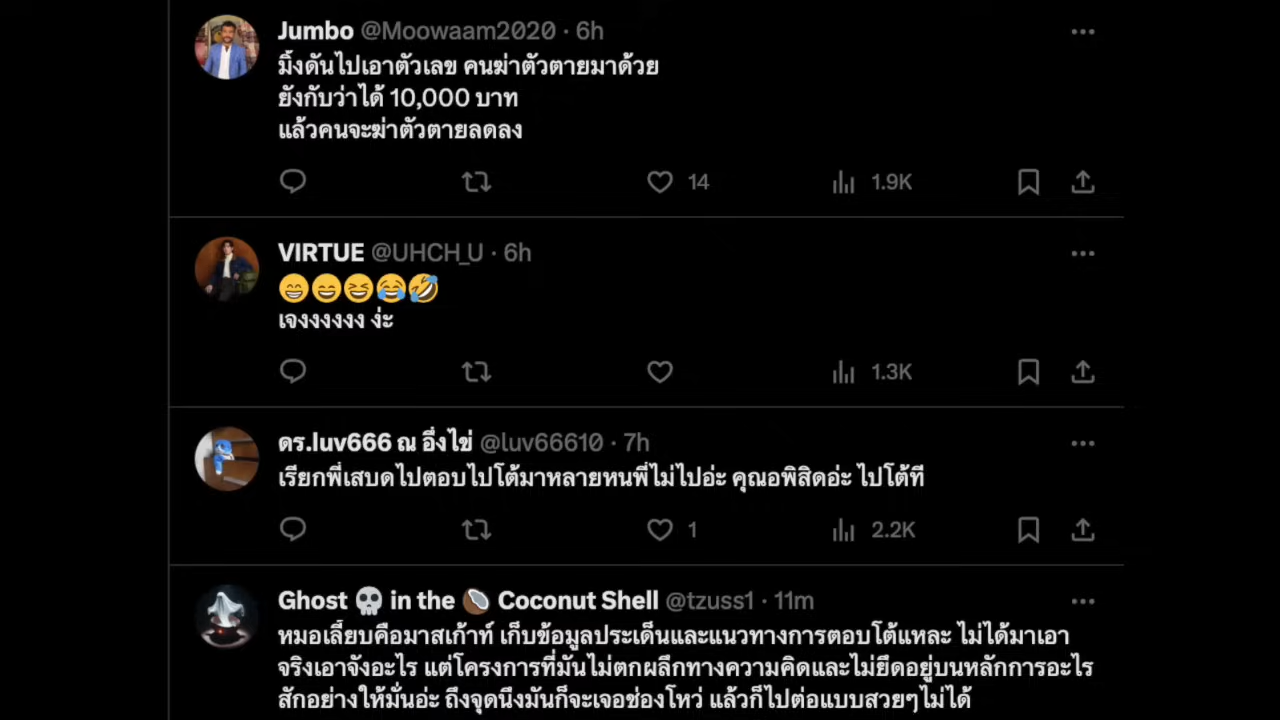 Jumbo @Moowaam2020 · 6h
มิ้งดันไปเอาตัวเลข คนฆ่าตัวตายมาด้วย
ยังกับว่าได้ 10,000 บาท
แล้วคนจะฆ่าตัวตายลดลง
14 1.9K
VIRTUE @UHCH_U · 6h
😁😄😆😂🤣
เจงงงงงง ง่ะ
1.3K
ดร.luv666 ณ อึ่งไข่ @luv66610 · 7h
เรียกพี่เสบดไปตอบไปโต้มาหลายหนพี่ไม่ไปอ่ะ คุณอพิสิดอ่ะ ไปโต้ที
1 2.2K
Ghost 💀 in the 🥥 Coconut Shell @tzuss1 · 11m
หมอเลี้ยบคือมาสเก้าท์ เก็บข้อมูลประเด็นและแนวทางการตอบโต้แหละ ไม่ได้มาเอา
จริงเอาจังอะไร แต่โครงการที่มันไม่ตกผลึกทางความคิดและไม่ยึดอยู่บนหลักการอะไร
สักอย่างให้มั่นอ่ะ ถึงจุดนึงมันก็จะเจอช่องโหว่ แล้วก็ไปต่อแบบสวยๆไม่ได้